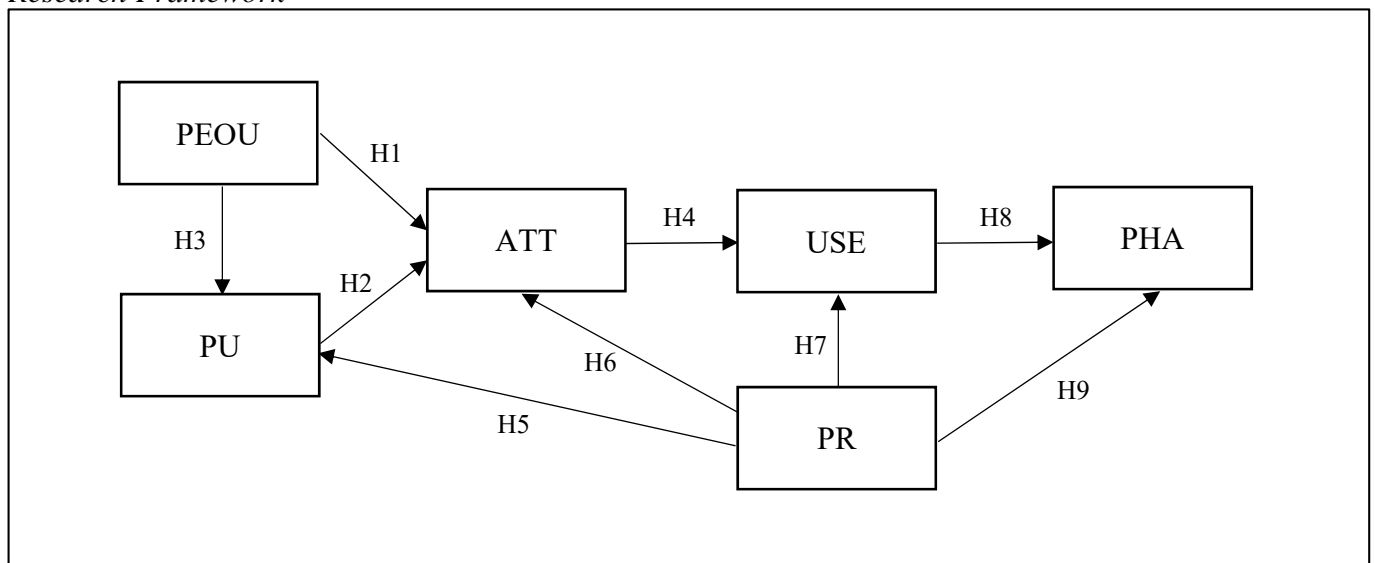 Research Framework
PEOU
H1
H3
ATT
H4
USE
H8
PHA
H2
PU
H6
H7
H9
H5
PR